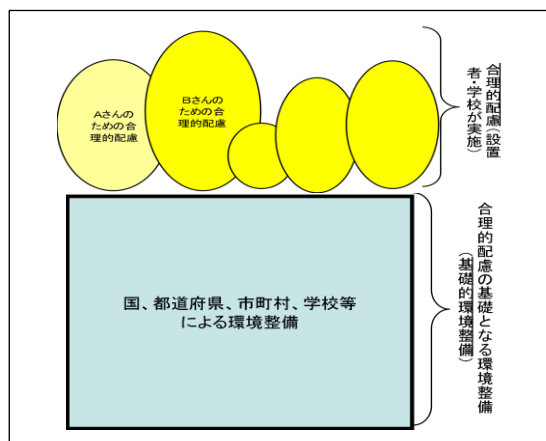 Aさんの
ための合
理的配慮
Bさんの
ための合
理的配慮
合理的配慮(設置
者・学校が実施)
国、都道府県、市町村、学校等
による環境整備
合理的配慮の基礎となる環境整備
(基礎的環境整備)